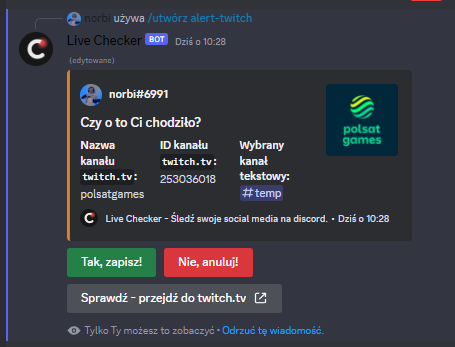 norbi używa /utwórz alert-twitch
Live Checker BOT Dziś o 10:28
(edytowane)
norbi#6991
Czy o to Ci chodziło?
Nazwa kanału twitch.tv:
polsatgames
ID kanału twitch.tv:
253036018
Wybrany kanał tekstowy:
#temp
polsat
games
Live Checker - Śledź swoje social media na discord. • Dziś o 10:28
Tak, zapisz!
Nie, anuluj!
Sprawdź - przejdź do twitch.tv
Tylko Ty możesz to zobaczyć • Odrzuć tę wiadomość.